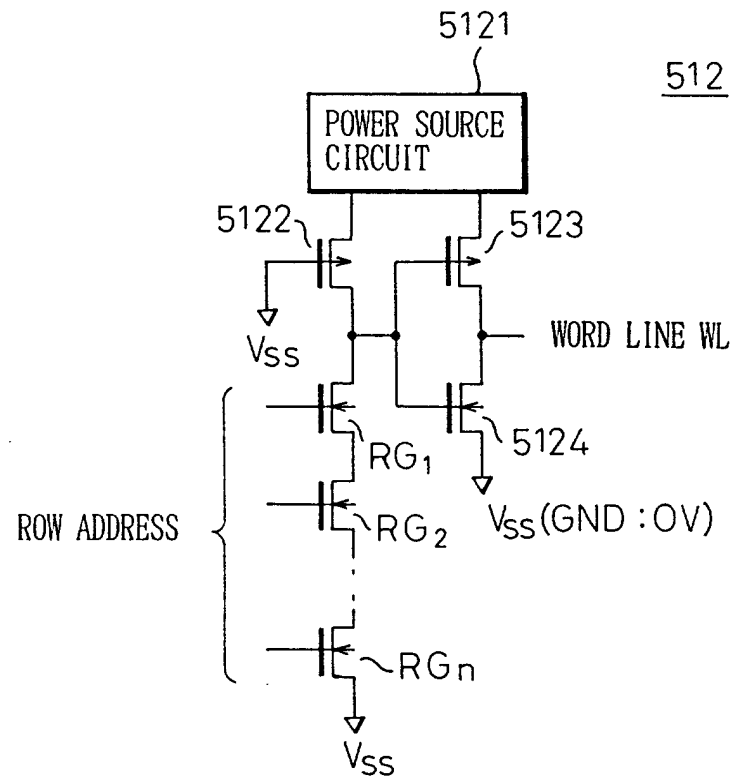 5121
512
POWER SOURCE
CIRCUIT
5122
5123
VSS
WORD LINE WL
RG1
5124
ROW ADDRESS
RG2
VSS(GND:0V)
RGn
VSS